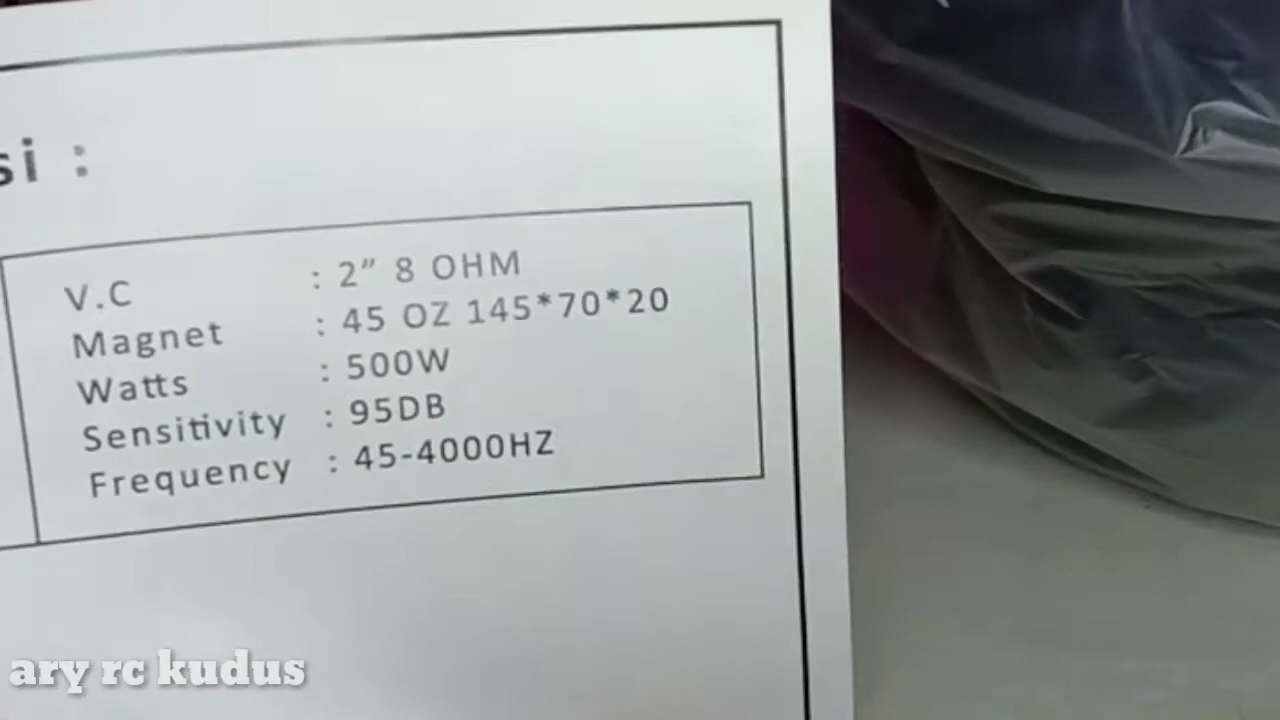 si :
V.C : 2” 8 OHM
Magnet : 45 OZ 145*70*20
Watts : 500W
Sensitivity : 95DB
Frequency : 45-4000HZ
ary rc kudus